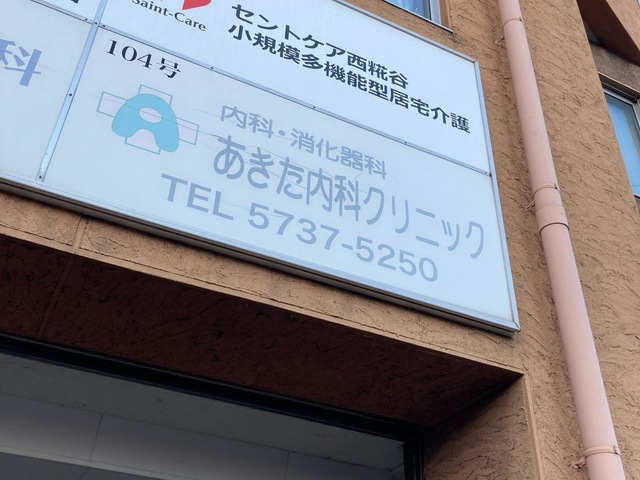 Saint-Care
セントケア西糀谷
小規模多機能型居宅介護
科
104号
内科・消化器科
あきた内科クリニック
TEL 5737-5250